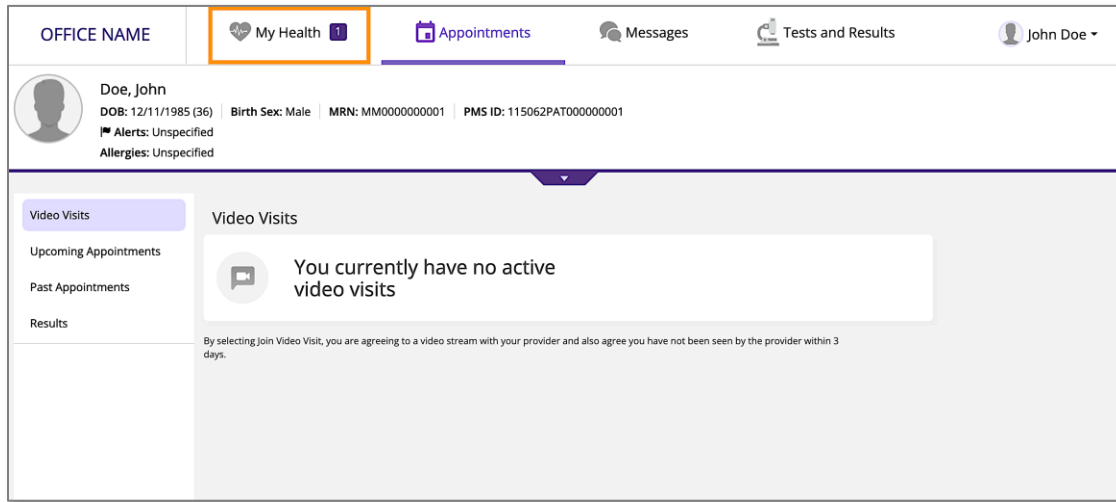 OFFICE NAME
My Health 1
Appointments
Messages
Tests and Results
John Doe
Doe, John
DOB: 12/11/1985 (36) Birth Sex: Male MRN: MM0000000001 PMS ID: 115062PAT000000001
Alerts: Unspecified
Allergies: Unspecified
Video Visits
Upcoming Appointments
Past Appointments
Results
Video Visits
You currently have no active
video visits
By selecting Join Video Visit, you are agreeing to a video stream with your provider and also agree you have not been seen by the provider within 3
days.